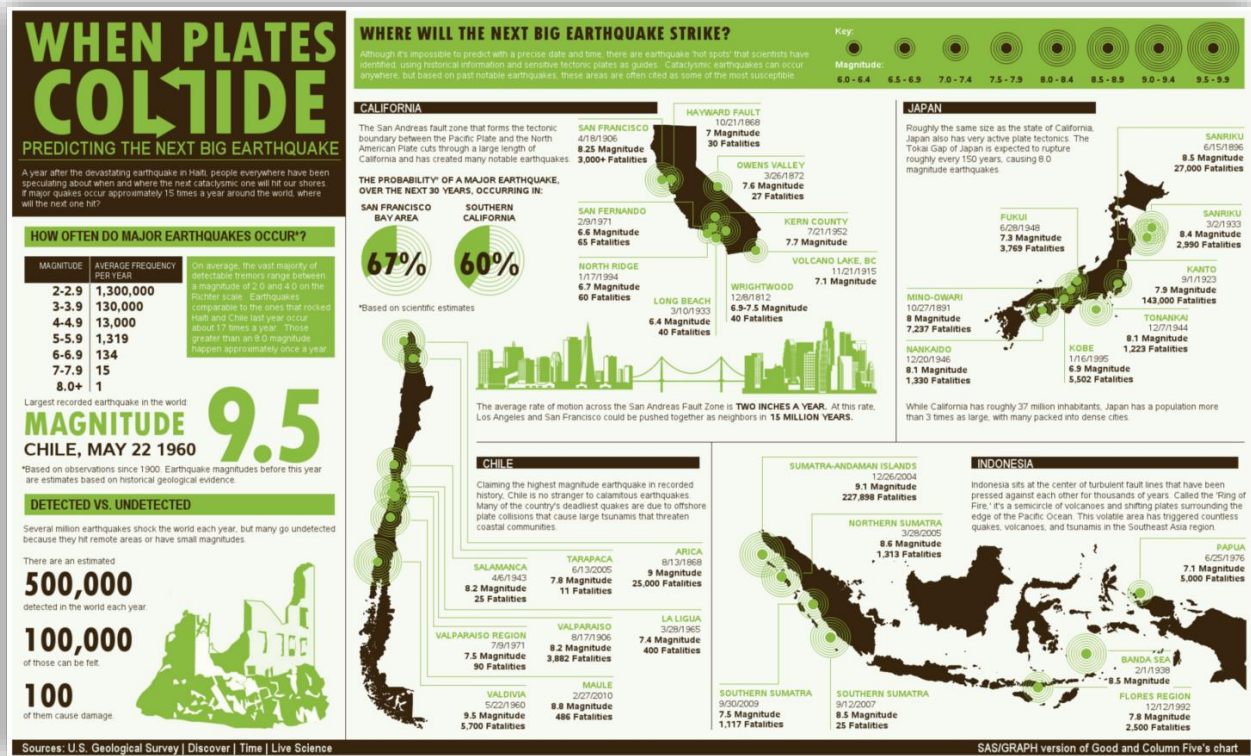 WHEN PLATES
COLLIDE
PREDICTING THE NEXT BIG EARTHQUAKE
A year after the devastating earthquake in Haiti, people everywhere have been
speculating about when and where the next cataclysmic one will hit our shores.
If major quakes occur approximately 15 times a year around the world, where
will the next one hit?
HOW OFTEN DO MAJOR EARTHQUAKES OCCUR*?
MAGNITUDE AVERAGE FREQUENCY
PER YEAR
2-2.9 1,300,000
3-3.9 130,000
4-4.9 13,000
5-5.9 1,319
6-6.9 134
7-7.9 15
8.0+ 1
On average, the vast majority of
detectable tremors range between
a magnitude of 2.0 and 4.0 on the
Richter scale. Earthquakes
comparable to the ones that rocked
Haiti and Chile last year occur
about 17 times a year. Those
greater than an 8.0 magnitude
happen approximately once a year
Largest recorded earthquake in the world:
MAGNITUDE 9.5
CHILE, MAY 22 1960
*Based on observations since 1900. Earthquake magnitudes before this year
are estimates based on historical geological evidence.
DETECTED VS. UNDETECTED
Several million earthquakes shock the world each year, but many go undetected
because they hit remote areas or have small magnitudes.
There are an estimated
500,000
detected in the world each year.
100,000
of those can be felt.
100
of them cause damage.
WHERE WILL THE NEXT BIG EARTHQUAKE STRIKE?
Although it's impossible to predict with a precise date and time, there are earthquake 'hot spots' that scientists have
identified, using historical information and sensitive tectonic plates as guides. Cataclysmic earthquakes can occur
anywhere, but based on past notable earthquakes, these areas are often cited as some of the most susceptible.
Key:
Magnitude:
6.0 - 6.4 6.5 - 6.9 7.0 - 7.4 7.5 - 7.9 8.0 - 8.4 8.5 - 8.9 9.0 - 9.4 9.5 - 9.9
CALIFORNIA
The San Andreas fault zone that forms the tectonic
boundary between the Pacific Plate and the North
American Plate cuts through a large length of
California and has created many notable earthquakes.
THE PROBABILITY* OF A MAJOR EARTHQUAKE,
OVER THE NEXT 30 YEARS, OCCURRING IN:
SAN FRANCISCO
BAY AREA
67%
SOUTHERN
CALIFORNIA
60%
*Based on scientific estimates
SAN FRANCISCO
4/18/1906
8.25 Magnitude
3,000+ Fatalities
HAYWARD FAULT
10/21/1868
7 Magnitude
30 Fatalities
OWENS VALLEY
3/26/1872
7.6 Magnitude
27 Fatalities
SAN FERNANDO
2/9/1971
6.6 Magnitude
65 Fatalities
KERN COUNTY
7/21/1952
7.7 Magnitude
NORTH RIDGE
1/17/1994
6.7 Magnitude
60 Fatalities
VOLCANO LAKE, BC
11/21/1915
7.1 Magnitude
LONG BEACH
3/10/1933
6.4 Magnitude
40 Fatalities
WRIGHTWOOD
12/8/1812
6.9-7.5 Magnitude
40 Fatalities
The average rate of motion across the San Andreas Fault Zone is TWO INCHES A YEAR. At this rate,
Los Angeles and San Francisco could be pushed together as neighbors in 15 MILLION YEARS.
JAPAN
Roughly the same size as the state of California,
Japan also has very active plate tectonics. The
Tokai Gap of Japan is expected to rupture
roughly every 150 years, causing 8.0
magnitude earthquakes.
SANRIKU
6/15/1896
8.5 Magnitude
27,000 Fatalities
FUKUI
6/28/1948
7.3 Magnitude
3,769 Fatalities
SANRIKU
3/2/1933
8.4 Magnitude
2,990 Fatalities
KANTO
9/1/1923
7.9 Magnitude
143,000 Fatalities
MINO-OWARI
10/27/1891
8 Magnitude
7,237 Fatalities
TONANKAI
12/7/1944
8.1 Magnitude
1,223 Fatalities
NANKAIDO
12/20/1946
8.1 Magnitude
1,330 Fatalities
KOBE
1/16/1995
6.9 Magnitude
5,502 Fatalities
While California has roughly 37 million inhabitants, Japan has a population more
than 3 times as large, with many packed into dense cities.
CHILE
Claiming the highest magnitude earthquake in recorded
history, Chile is no stranger to calamitous earthquakes.
Many of the country's deadliest quakes are due to offshore
plate collisions that cause large tsunamis that threaten
coastal communities.
SALAMANCA
4/6/1943
8.2 Magnitude
25 Fatalities
TARAPACA
6/13/2005
7.8 Magnitude
11 Fatalities
ARICA
8/13/1868
9 Magnitude
25,000 Fatalities
VALPARAISO REGION
7/9/1971
7.5 Magnitude
90 Fatalities
VALPARAISO
8/17/1906
8.2 Magnitude
3,882 Fatalities
LA LIGUA
3/28/1965
7.4 Magnitude
400 Fatalities
VALDIVIA
5/22/1960
9.5 Magnitude
5,700 Fatalities
MAULE
2/27/2010
8.8 Magnitude
486 Fatalities
INDONESIA
Indonesia sits at the center of turbulent fault lines that have
been pressed against each other for thousands of years. Called the 'Ring of
Fire,' it's a semicircle of volcanoes and shifting plates surrounding the
edge of the Pacific Ocean. This volatile area has triggered countless
quakes, volcanoes, and tsunamis in the Southeast Asia region.
SUMATRA-ANDAMAN ISLANDS
12/26/2004
9.1 Magnitude
227,898 Fatalities
NORTHERN SUMATRA
3/28/2005
8.6 Magnitude
1,313 Fatalities
PAPUA
6/25/1976
7.1 Magnitude
5,000 Fatalities
BANDA SEA
2/1/1938
8.5 Magnitude
SOUTHERN SUMATRA
9/30/2009
7.5 Magnitude
1,117 Fatalities
SOUTHERN SUMATRA
9/12/2007
8.5 Magnitude
25 Fatalities
FLORES REGION
12/12/1992
7.8 Magnitude
2,500 Fatalities
Sources: U.S. Geological Survey | Discover | Time | Live Science
SAS/GRAPH version of Good and Column Five's chart